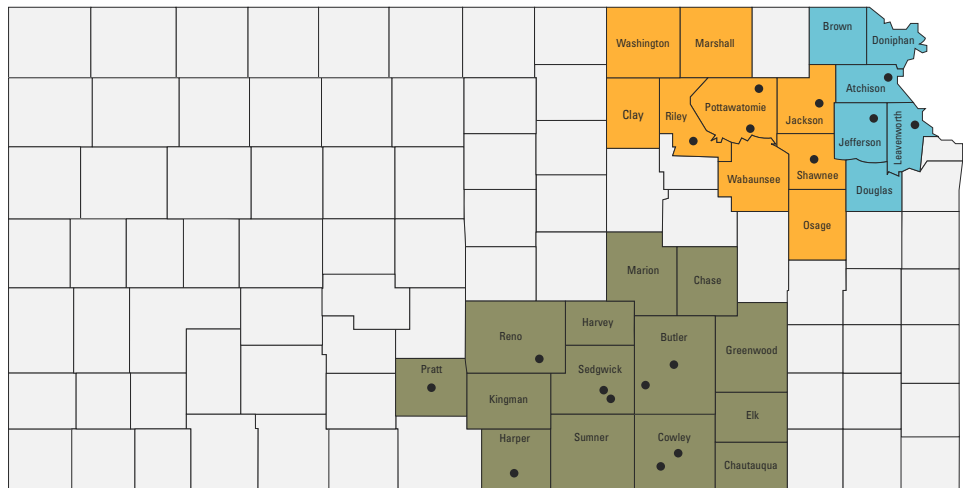 Brown
Doniphan
Washington
Marshall
Atchison
Pottawatomie
Clay
Riley
Jackson
Jefferson
Leavenworth
Wabaunsee
Shawnee
Douglas
Osage
Marion
Chase
Harvey
Reno
Butler
Greenwood
Pratt
Sedgwick
Kingman
Elk
Harper
Sumner
Cowley
Chautauqua